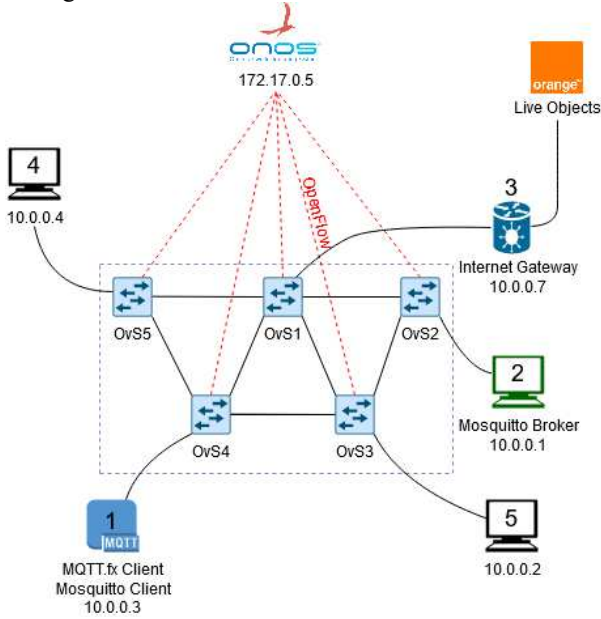 onos
172.17.0.5
orange™
Live Objects
4
10.0.0.4
OpenFlow
3
Internet Gateway
10.0.0.7
OvS5
OvS1
OvS2
2
Mosquitto Broker
10.0.0.1
OvS4
OvS3
1
MQTT
MQTT.fx Client
Mosquitto Client
10.0.0.3
5
10.0.0.2